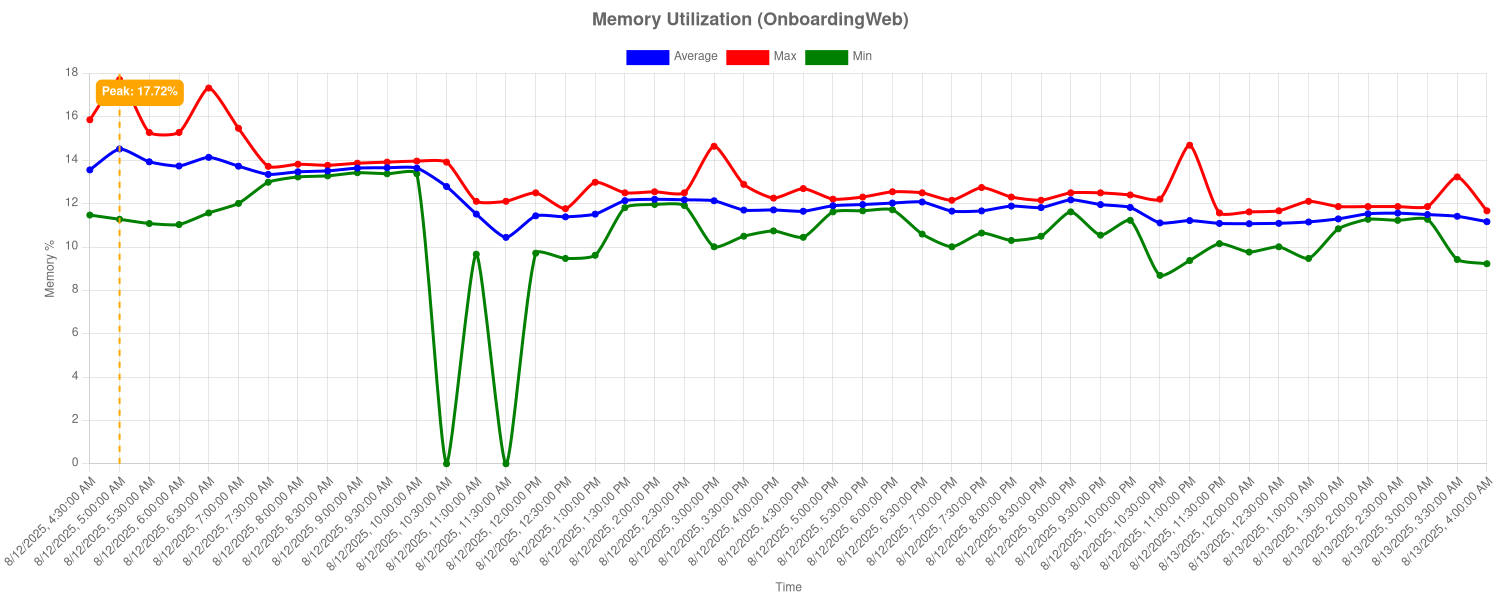 Memory Utilization (OnboardingWeb)
Average
Max
Min
Peak: 17.72%
Memory %
18
16
14
12
10
8
6
4
2
0
8/12/2025, 4:30:00 AM
8/12/2025, 5:00:00 AM
8/12/2025, 5:30:00 AM
8/12/2025, 6:00:00 AM
8/12/2025, 6:30:00 AM
8/12/2025, 7:00:00 AM
8/12/2025, 7:30:00 AM
8/12/2025, 8:00:00 AM
8/12/2025, 8:30:00 AM
8/12/2025, 9:00:00 AM
8/12/2025, 9:30:00 AM
8/12/2025, 10:00:00 AM
8/12/2025, 10:30:00 AM
8/12/2025, 11:00:00 AM
8/12/2025, 11:30:00 AM
8/12/2025, 12:00:00 PM
8/12/2025, 12:30:00 PM
8/12/2025, 1:00:00 PM
8/12/2025, 1:30:00 PM
8/12/2025, 2:00:00 PM
8/12/2025, 2:30:00 PM
8/12/2025, 3:00:00 PM
8/12/2025, 3:30:00 PM
8/12/2025, 4:00:00 PM
8/12/2025, 4:30:00 PM
8/12/2025, 5:00:00 PM
8/12/2025, 5:30:00 PM
8/12/2025, 6:00:00 PM
8/12/2025, 6:30:00 PM
8/12/2025, 7:00:00 PM
8/12/2025, 7:30:00 PM
8/12/2025, 8:00:00 PM
8/12/2025, 8:30:00 PM
8/12/2025, 9:00:00 PM
8/12/2025, 9:30:00 PM
8/12/2025, 10:00:00 PM
8/12/2025, 10:30:00 PM
8/12/2025, 11:00:00 PM
8/12/2025, 11:30:00 PM
8/13/2025, 12:00:00 AM
8/13/2025, 12:30:00 AM
8/13/2025, 1:00:00 AM
8/13/2025, 1:30:00 AM
8/13/2025, 2:00:00 AM
8/13/2025, 2:30:00 AM
8/13/2025, 3:00:00 AM
8/13/2025, 3:30:00 AM
8/13/2025, 4:00:00 AM
Time